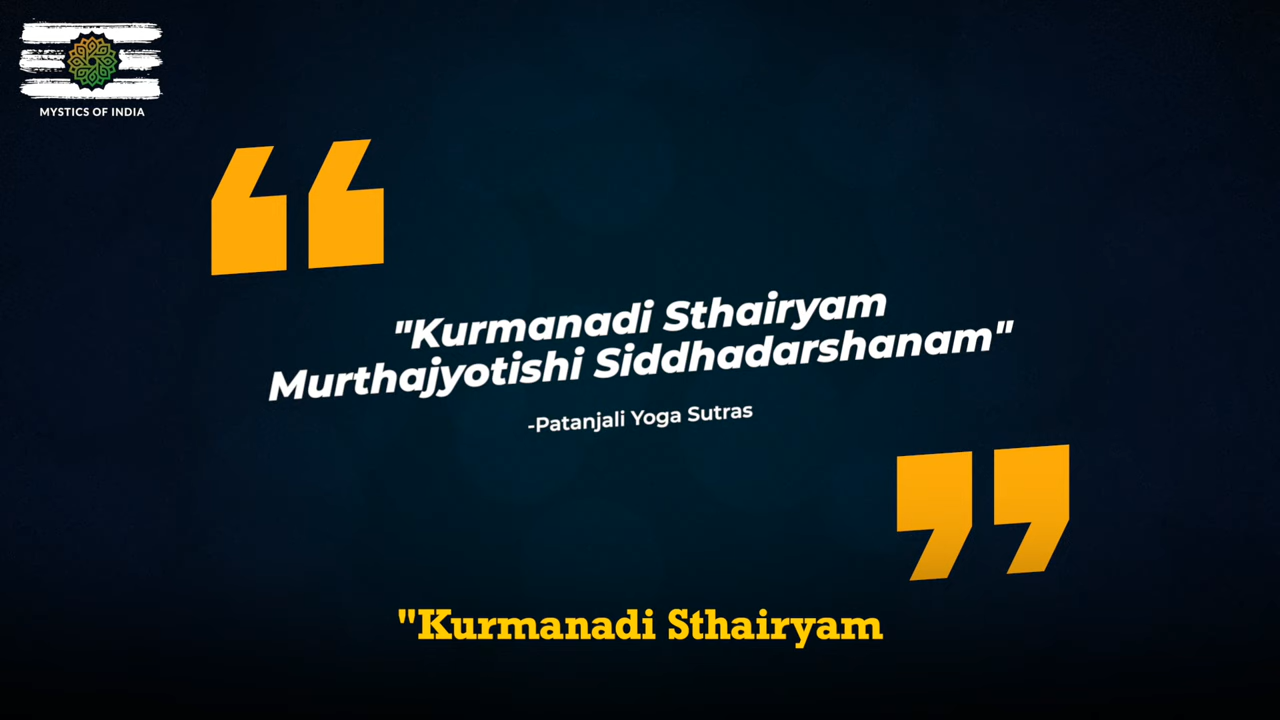 MYSTICS OF INDIA
"Kurmanadi Sthairyam
Murthajyotishi Siddhadarshanam"
-Patanjali Yoga Sutras
"Kurmanadi Sthairyam